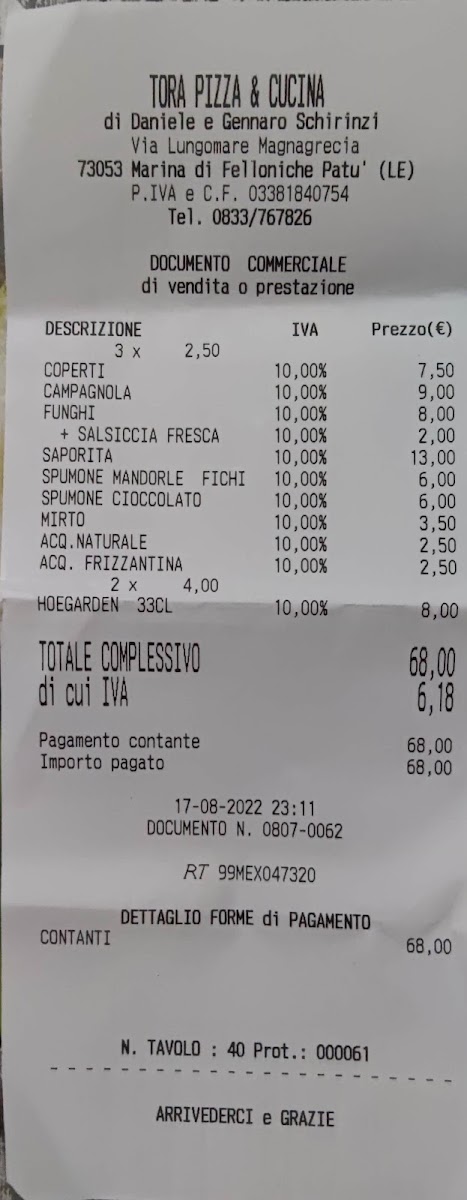 TORA PIZZA & CUCINA
di Daniele e Gennaro Schirinzi
Via Lungomare Magnagrecia
73053 Marina di Felloniche Patu' (LE)
P.IVA e C.F. 03381840754
Tel. 0833/767826
DOCUMENTO COMMERCIALE
di vendita o prestazione
DESCRIZIONE IVA Prezzo(€)
3 x 2,50
COPERTI 10,00% 7,50
CAMPAGNOLA 10,00% 9,00
FUNGHI 10,00% 8,00
+ SALSICCIA FRESCA 10,00% 2,00
SAPORITA 10,00% 13,00
SPUMONE MANDORLE FICHI 10,00% 6,00
SPUMONE CIOCCOLATO 10,00% 6,00
MIRTO 10,00% 3,50
ACQ.NATURALE 10,00% 2,50
ACQ. FRIZZANTINA 10,00% 2,50
2 x 4,00
HOEGARDEN 33CL 10,00% 8,00
TOTALE COMPLESSIVO 68,00
di cui IVA 6,18
Pagamento contante 68,00
Importo pagato 68,00
17-08-2022 23:11
DOCUMENTO N. 0807-0062
RT 99MEX047320
DETTAGLIO FORME di PAGAMENTO
CONTANTI 68,00
N. TAVOLO : 40 Prot.: 000061
- - - - - - - - - - - - - - - - - - - - - - - -
ARRIVEDERCI e GRAZIE